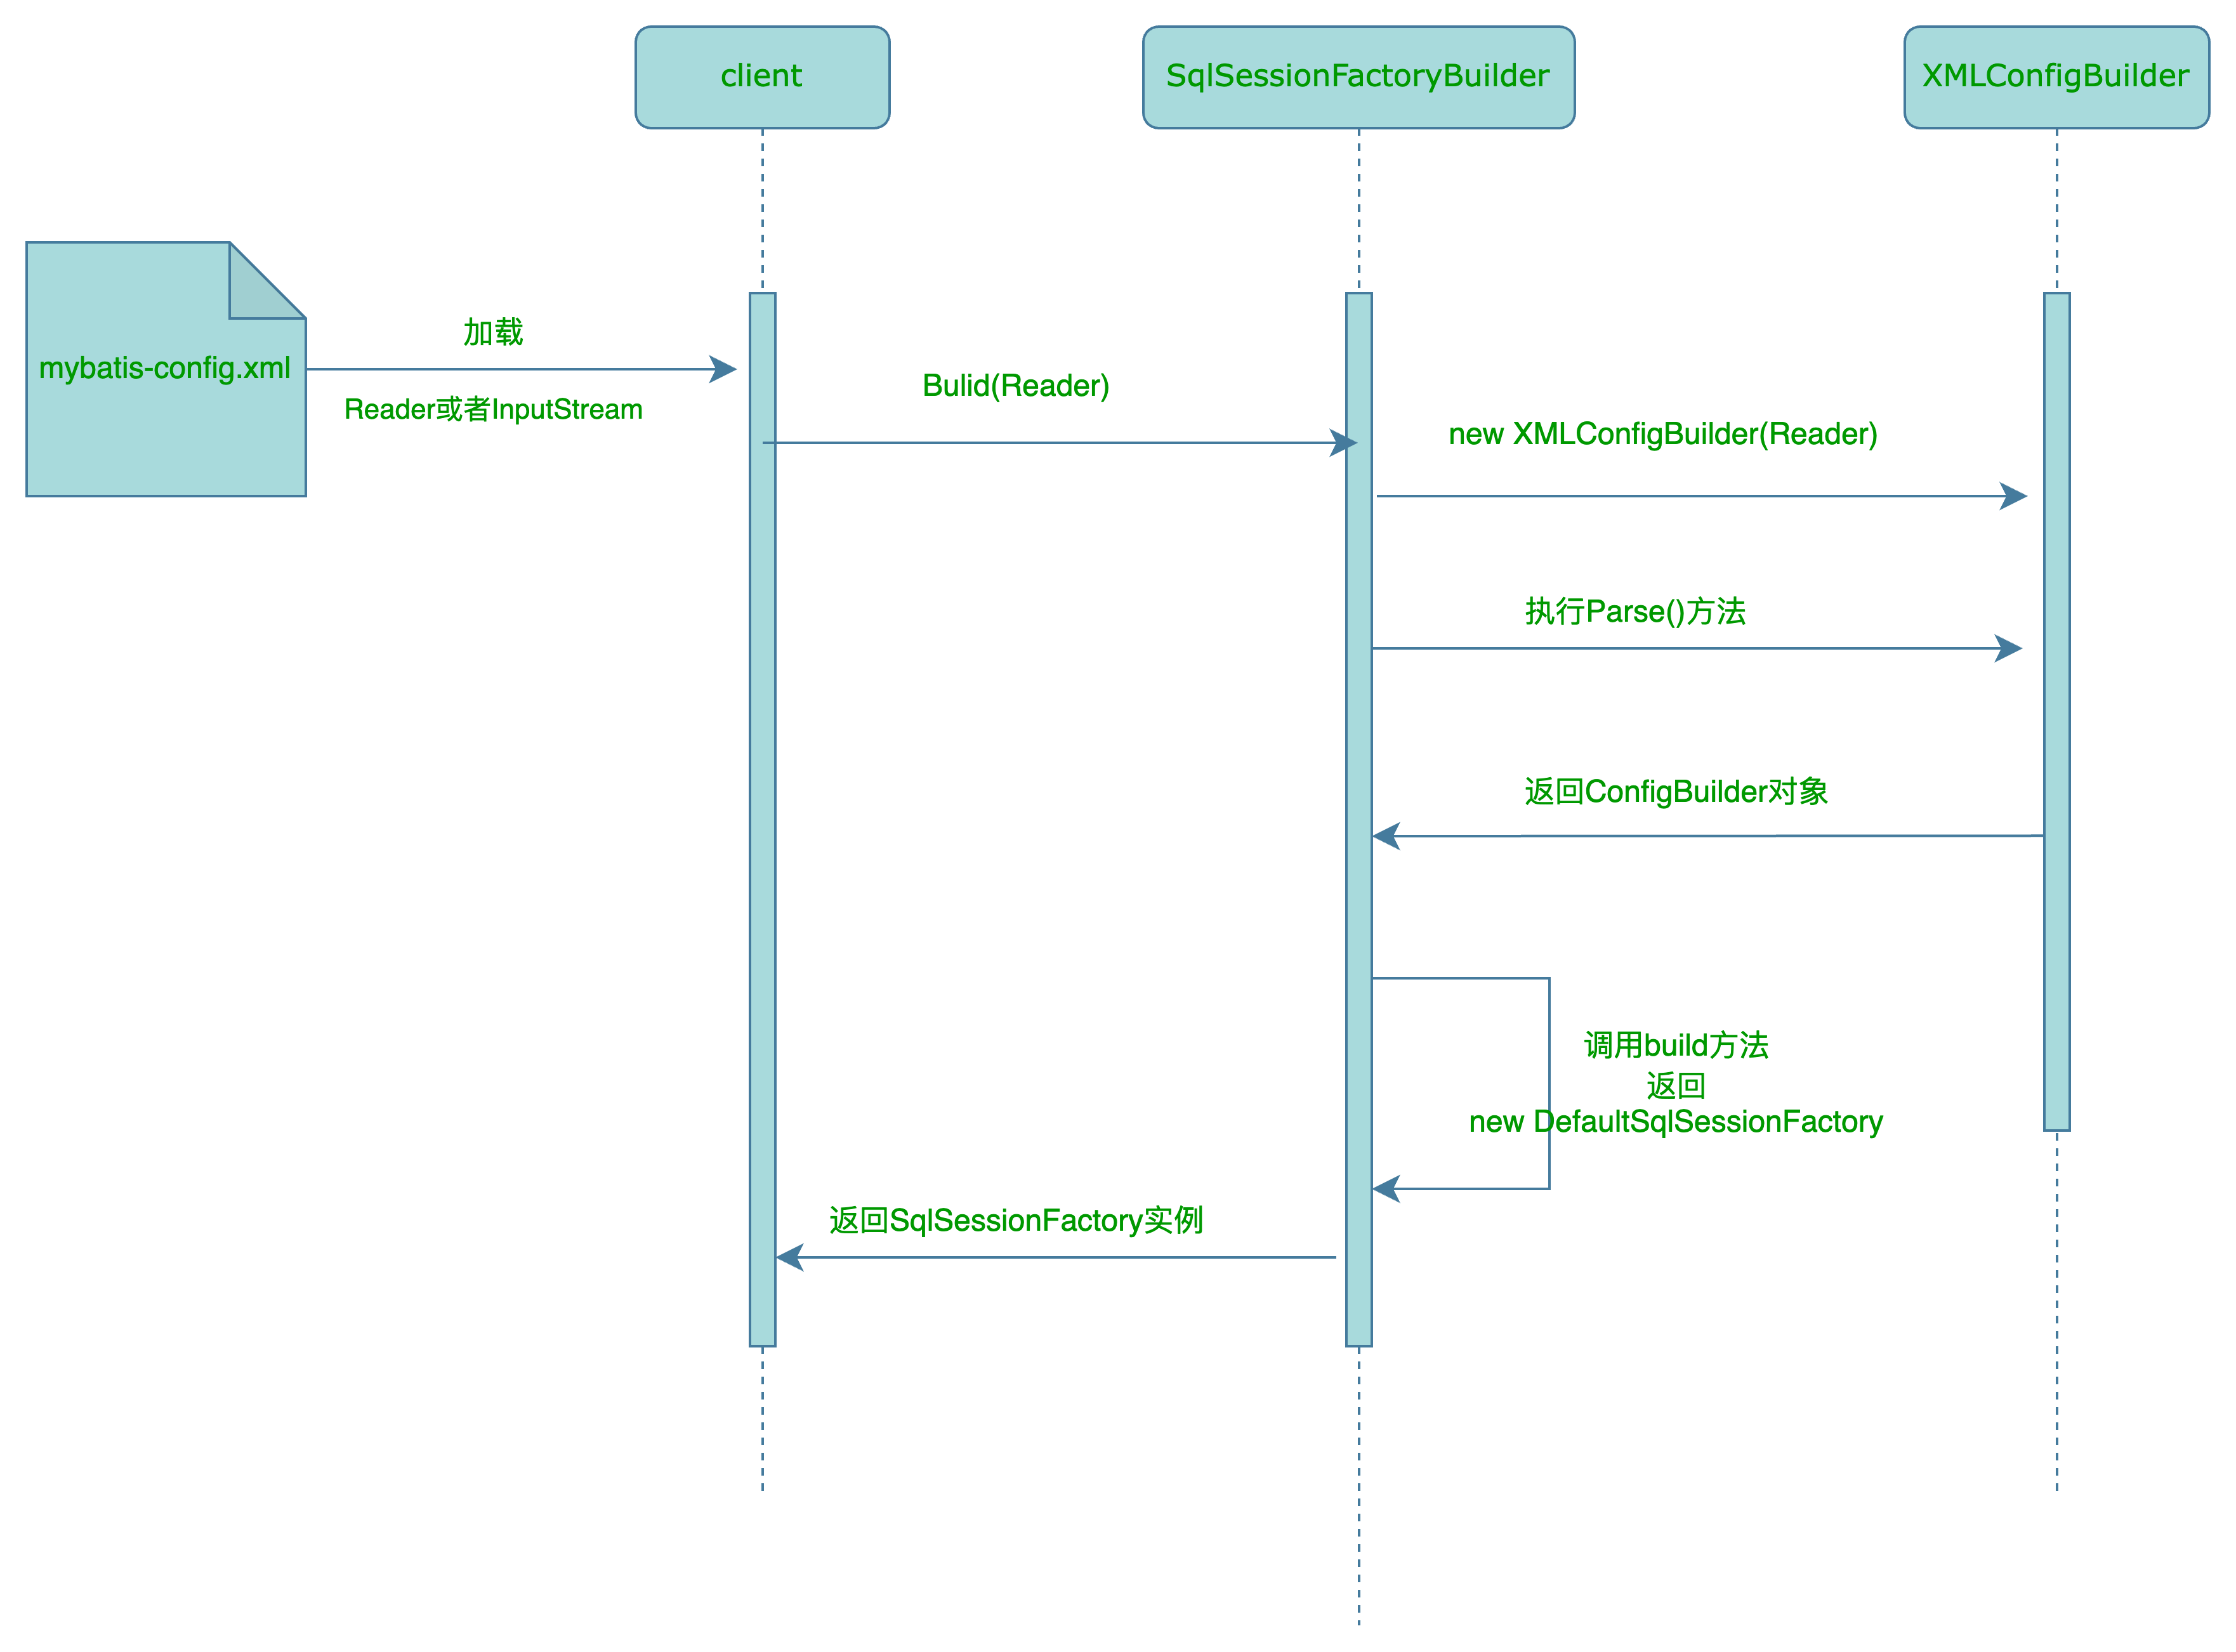 client
SqlSessionFactoryBuilder
XMLConfigBuilder
mybatis-config.xml
加载
Reader或者InputStream
Bulid(Reader)
new XMLConfigBuilder(Reader)
执行Parse()方法
返回ConfigBuilder对象
调用build方法
返回
new DefaultSqlSessionFactory
返回SqlSessionFactory实例